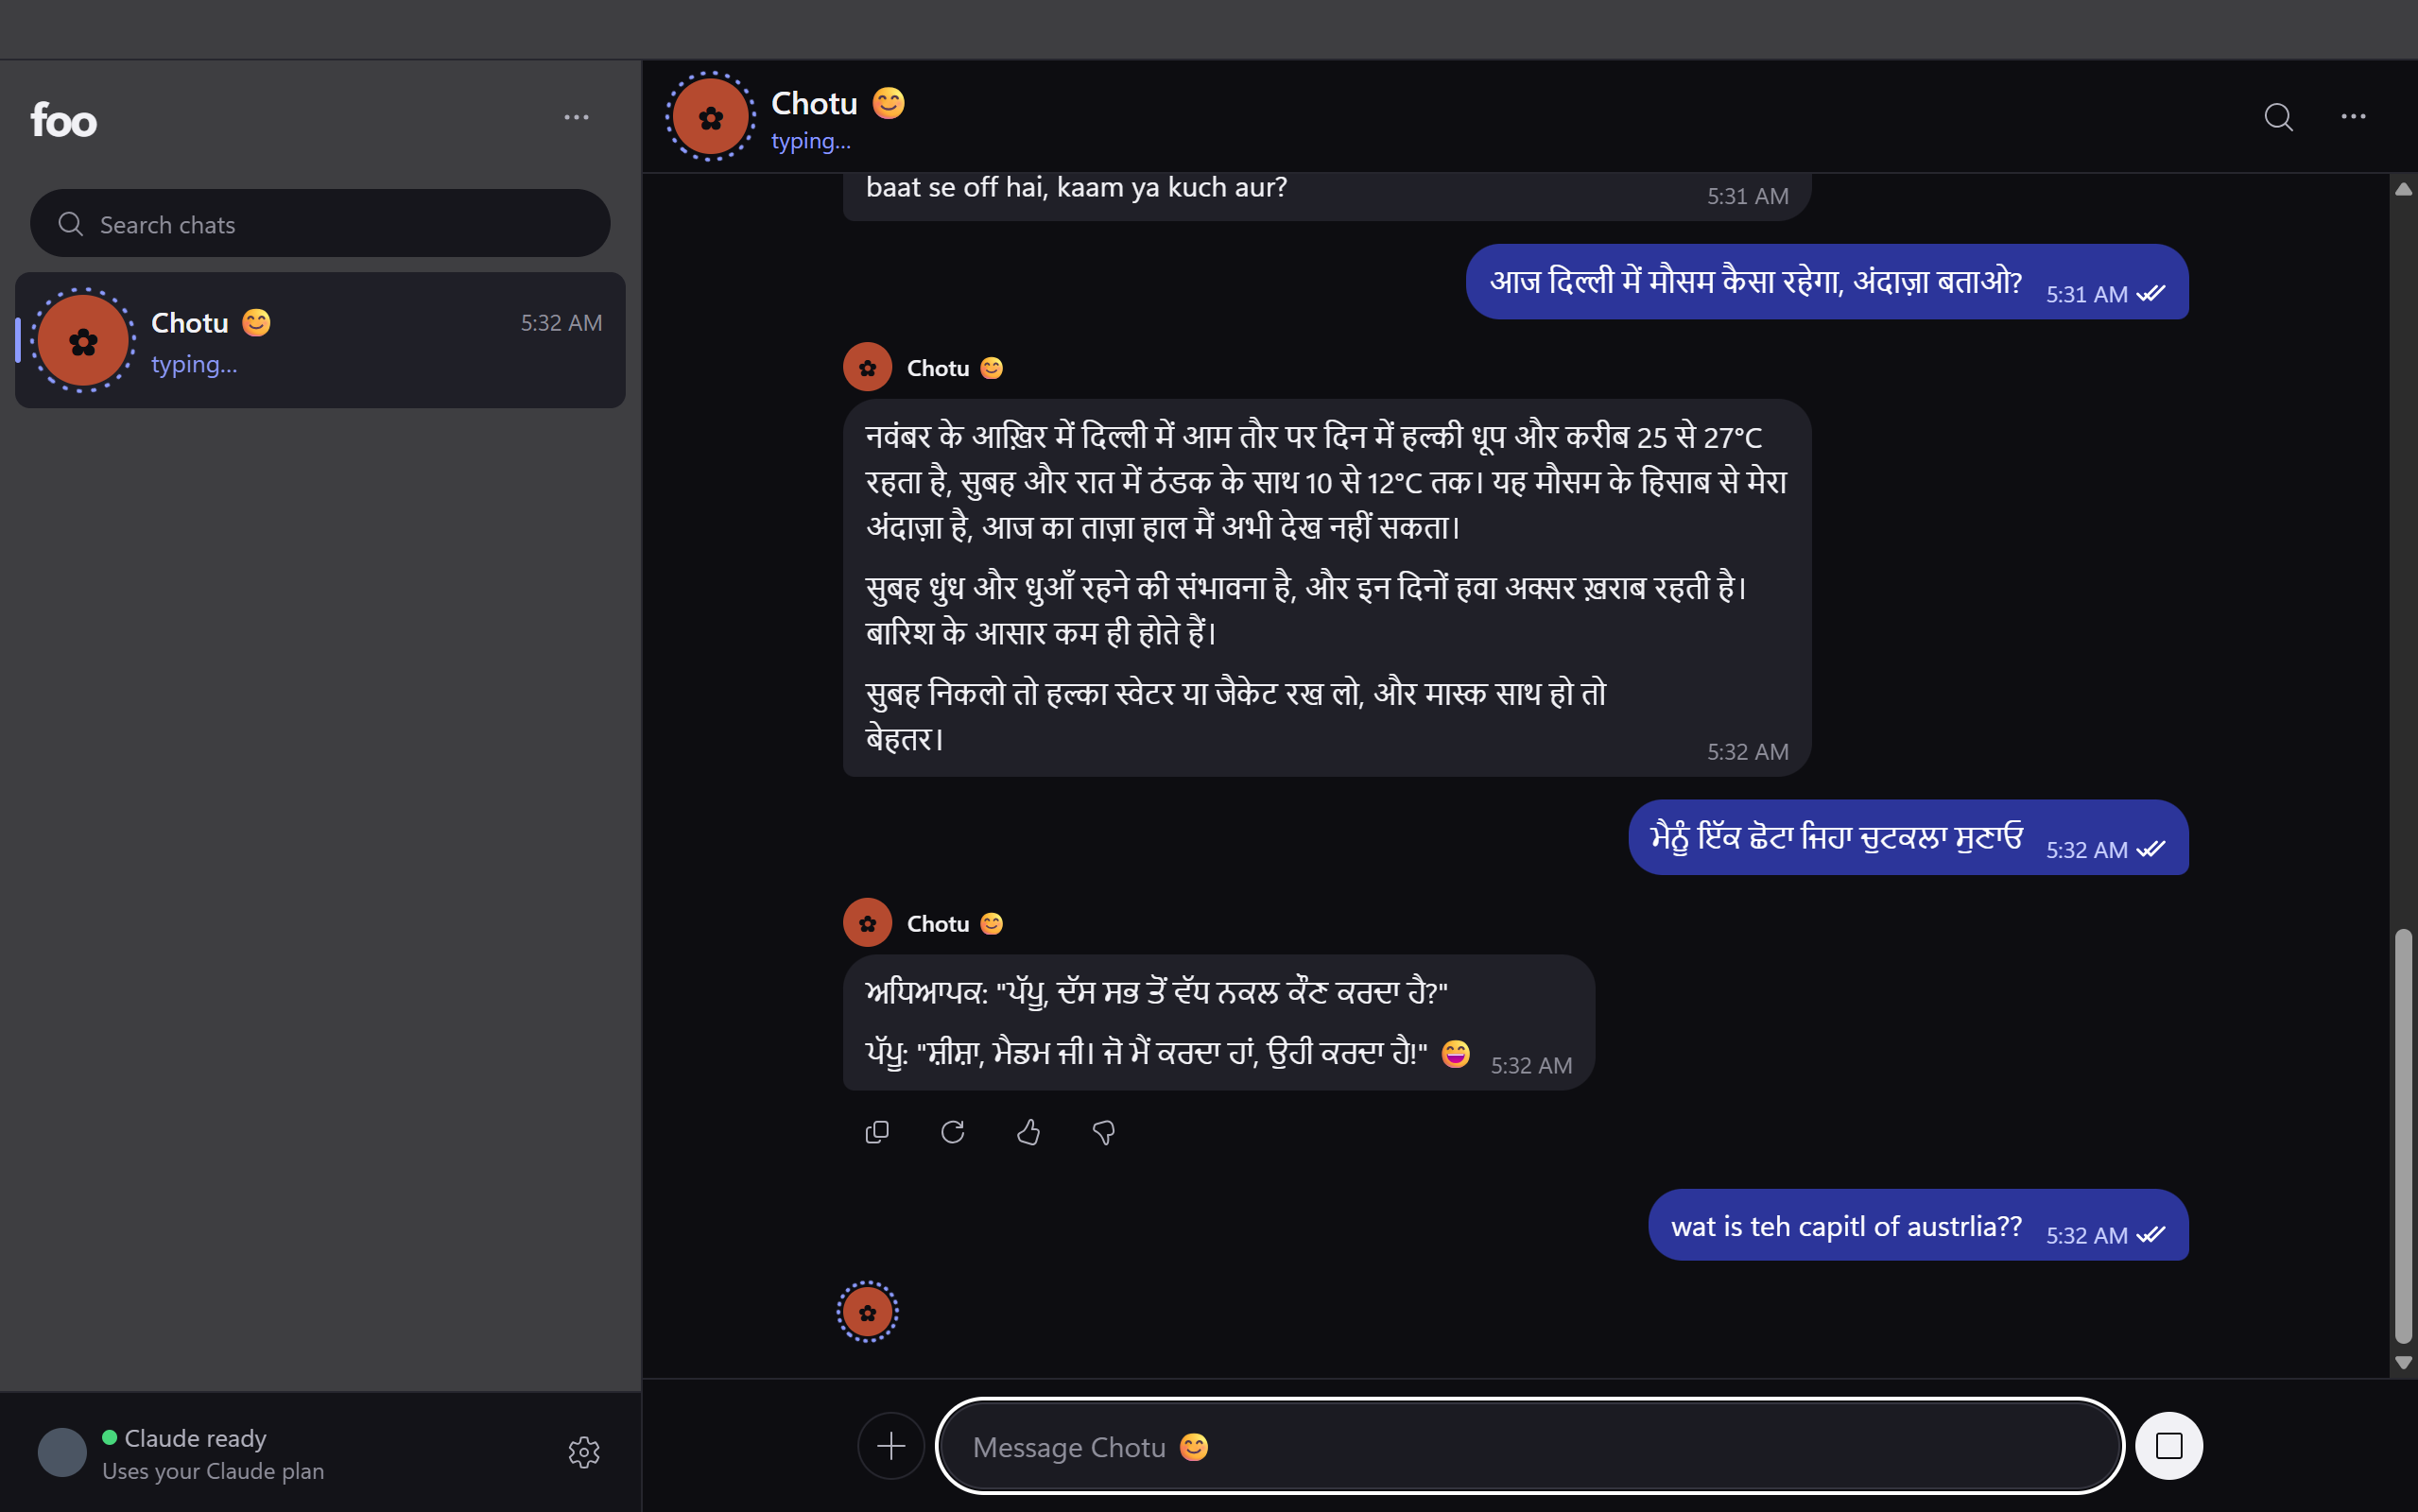 foo
Search chats
Chotu 😊
5:32 AM
typing...
Claude ready
Uses your Claude plan
Chotu 😊
typing...
baat se off hai, kaam ya kuch aur?
5:31 AM
आज दिल्ली में मौसम कैसा रहेगा, अंदाज़ा बताओ?
5:31 AM
Chotu 😊
नवंबर के आख़िर में दिल्ली में आम तौर पर दिन में हल्की धूप और करीब 25 से 27°C
रहता है, सुबह और रात में ठंडक के साथ 10 से 12°C तक। यह मौसम के हिसाब से मेरा
अंदाज़ा है, आज का ताज़ा हाल मैं अभी देख नहीं सकता।
सुबह धुंध और धुआँ रहने की संभावना है, और इन दिनों हवा अक्सर ख़राब रहती है।
बारिश के आसार कम ही होते हैं।
सुबह निकलो तो हल्का स्वेटर या जैकेट रख लो, और मास्क साथ हो तो
बेहतर।
5:32 AM
ਮੈਨੂੰ ਇੱਕ ਛੋਟਾ ਜਿਹਾ ਚੁਟਕਲਾ ਸੁਣਾਓ
5:32 AM
Chotu 😊
ਅਧਿਆਪਕ: "ਪੱਪੂ, ਦੱਸ ਸਭ ਤੋਂ ਵੱਧ ਨਕਲ ਕੌਣ ਕਰਦਾ ਹੈ?"
ਪੱਪੂ: "ਸ਼ੀਸ਼ਾ, ਮੈਡਮ ਜੀ। ਜੋ ਮੈਂ ਕਰਦਾ ਹਾਂ, ਉਹੀ ਕਰਦਾ ਹੈ!" 😄
5:32 AM
wat is teh capitl of austrlia??
5:32 AM
Message Chotu 😊